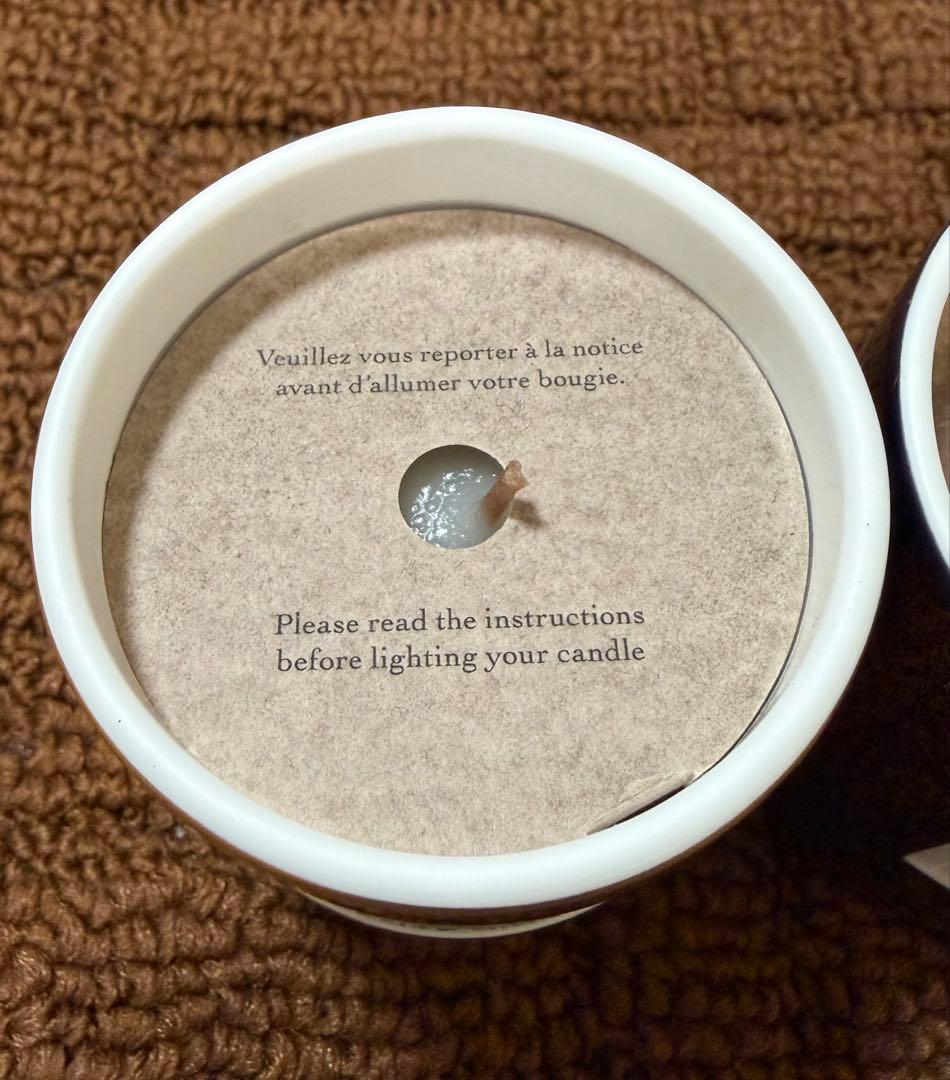 Veuillez vous reporter à la notice
avant d'allumer votre bougie.
Please read the instructions
before lighting your candle